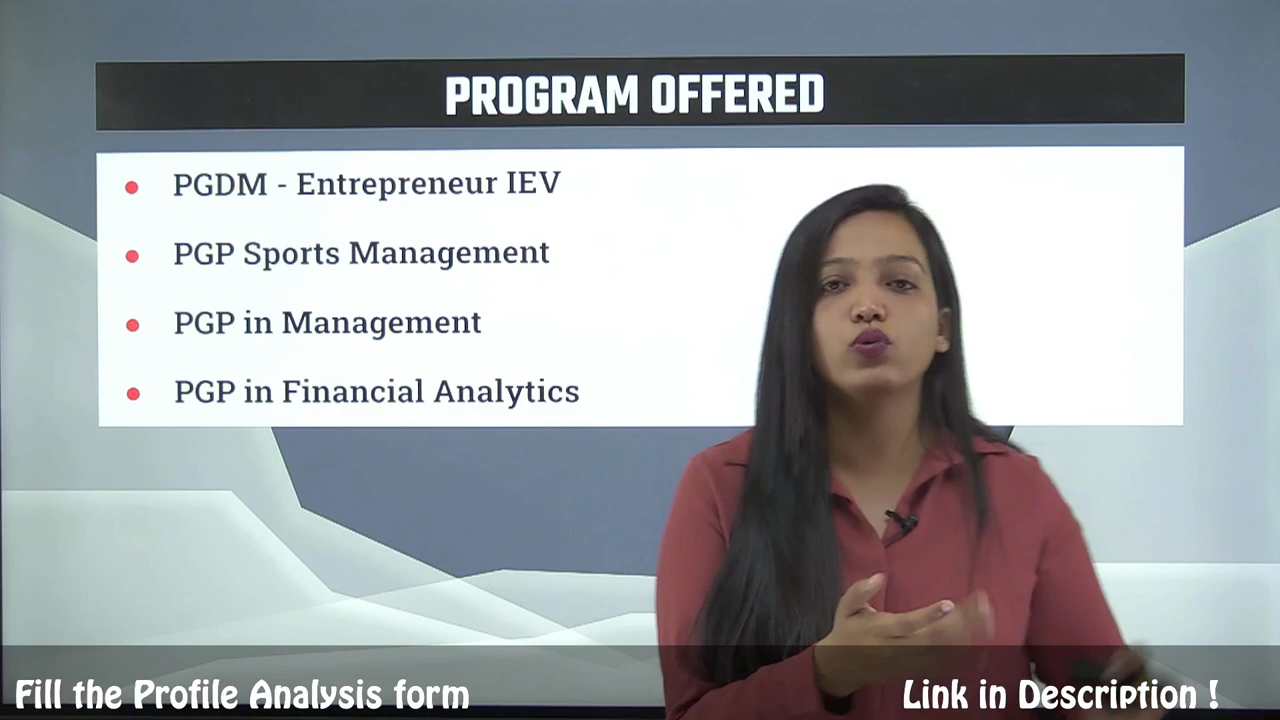 PROGRAM OFFERED
PGDM - Entrepreneur IEV
PGP Sports Management
PGP in Management
PGP in Financial Analytics
Fill the Profile Analysis form
Link in Description !